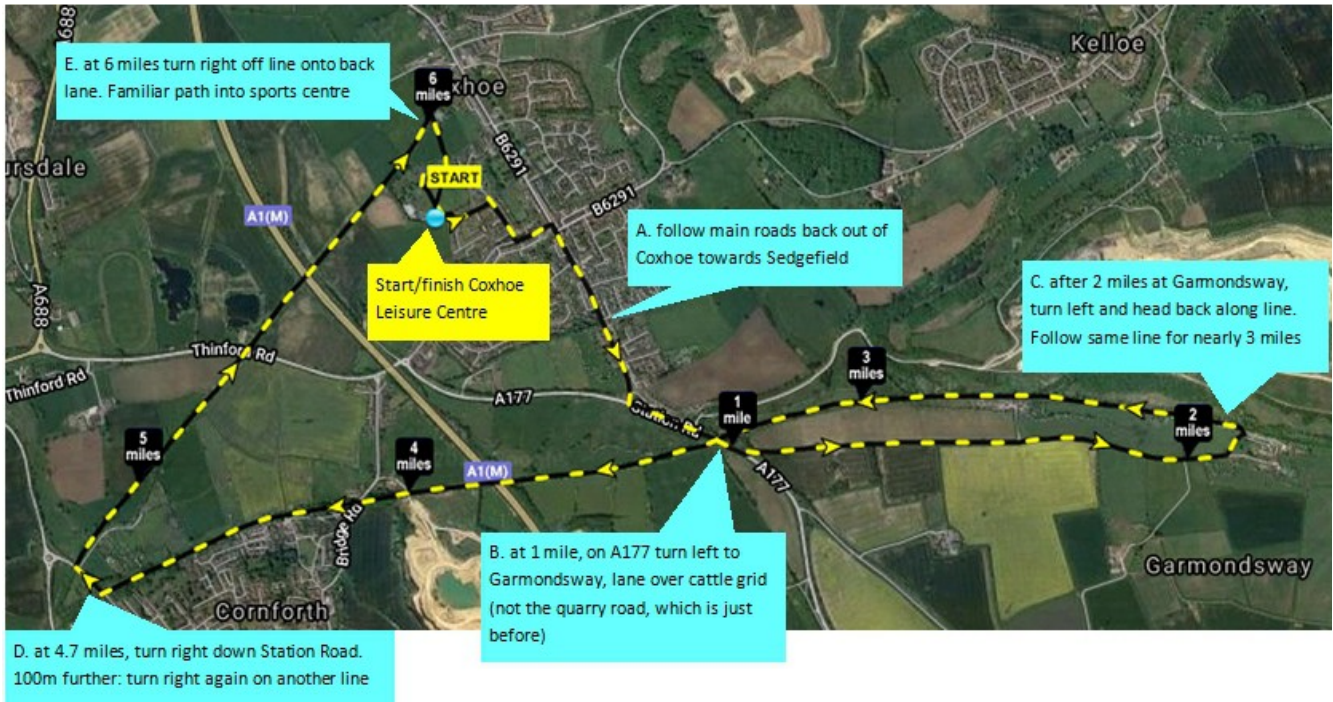 688
Kelloe
E. at 6 miles turn right off line onto back
lane. Familiar path into sports centre
6
miles
xhoe
ursdale
START
B6291
B6291
A1(M)
A. follow main roads back out of
Coxhoe towards Sedgefield
Start/finish Coxhoe
Leisure Centre
C. after 2 miles at Garmondsway,
turn left and head back along line.
Follow same line for nearly 3 miles
A688
Thinford Rd
Thinford Rd
A177
3
miles
Station Rd
1
mile
2
miles
5
miles
4
miles
A1(M)
A177
Bridge Rd
B. at 1 mile, on A177 turn left to
Garmondsway, lane over cattle grid
(not the quarry road, which is just
before)
Garmondsway
Cornforth
D. at 4.7 miles, turn right down Station Road.
100m further: turn right again on another line